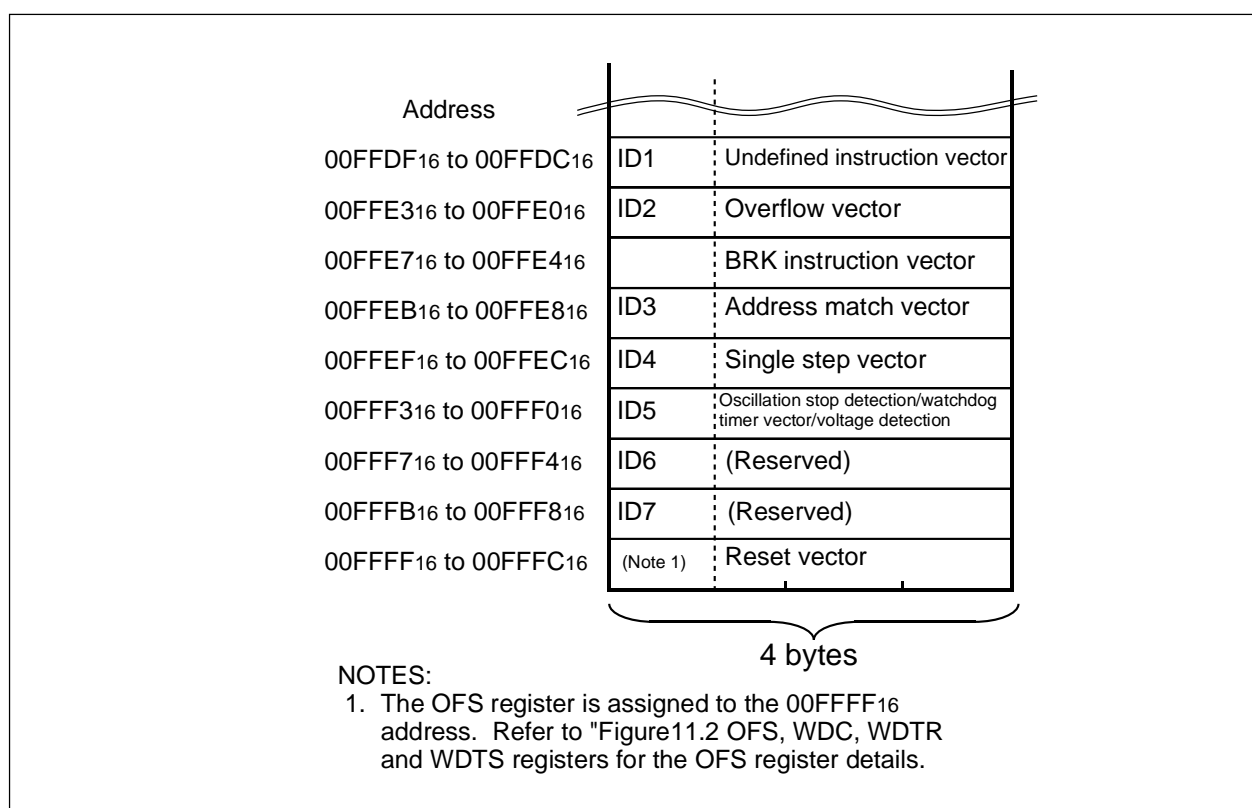 Address
00FFDF16 to 00FFDC16 ID1 Undefined instruction vector
00FFE316 to 00FFE016 ID2 Overflow vector
00FFE716 to 00FFE416 BRK instruction vector
00FFEB16 to 00FFE816 ID3 Address match vector
00FFEF16 to 00FFEC16 ID4 Single step vector
00FFF316 to 00FFF016 ID5 Oscillation stop detection/watchdog
timer vector/voltage detection
00FFF716 to 00FFF416 ID6 (Reserved)
00FFFB16 to 00FFF816 ID7 (Reserved)
00FFFF16 to 00FFFC16 (Note 1) Reset vector
4 bytes
NOTES:
1. The OFS register is assigned to the 00FFFF16
address. Refer to "Figure11.2 OFS, WDC, WDTR
and WDTS registers for the OFS register details.